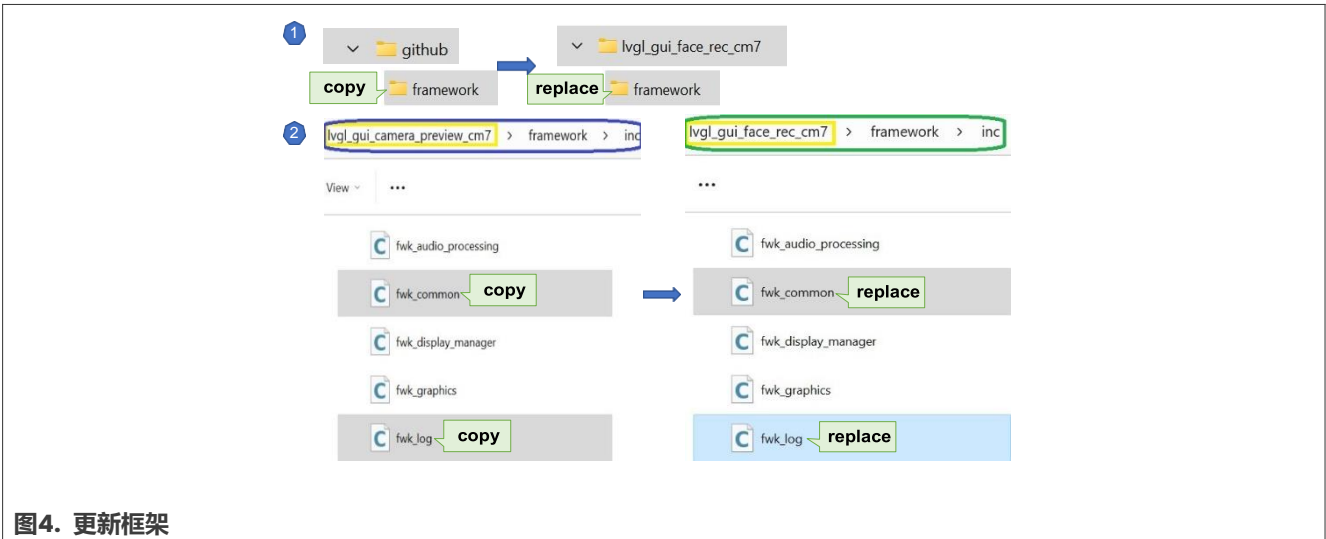 1
github
lvgl_gui_face_rec_cm7
copy
framework
replace
framework
2
lvgl_gui_camera_preview_cm7 > framework > inc
lvgl_gui_face_rec_cm7 > framework > inc
View
•••
•••
fwk_audio_processing
fwk_audio_processing
fwk_common
copy
fwk_common
replace
fwk_display_manager
fwk_display_manager
fwk_graphics
fwk_graphics
fwk_log
copy
fwk_log
replace
图4. 更新框架